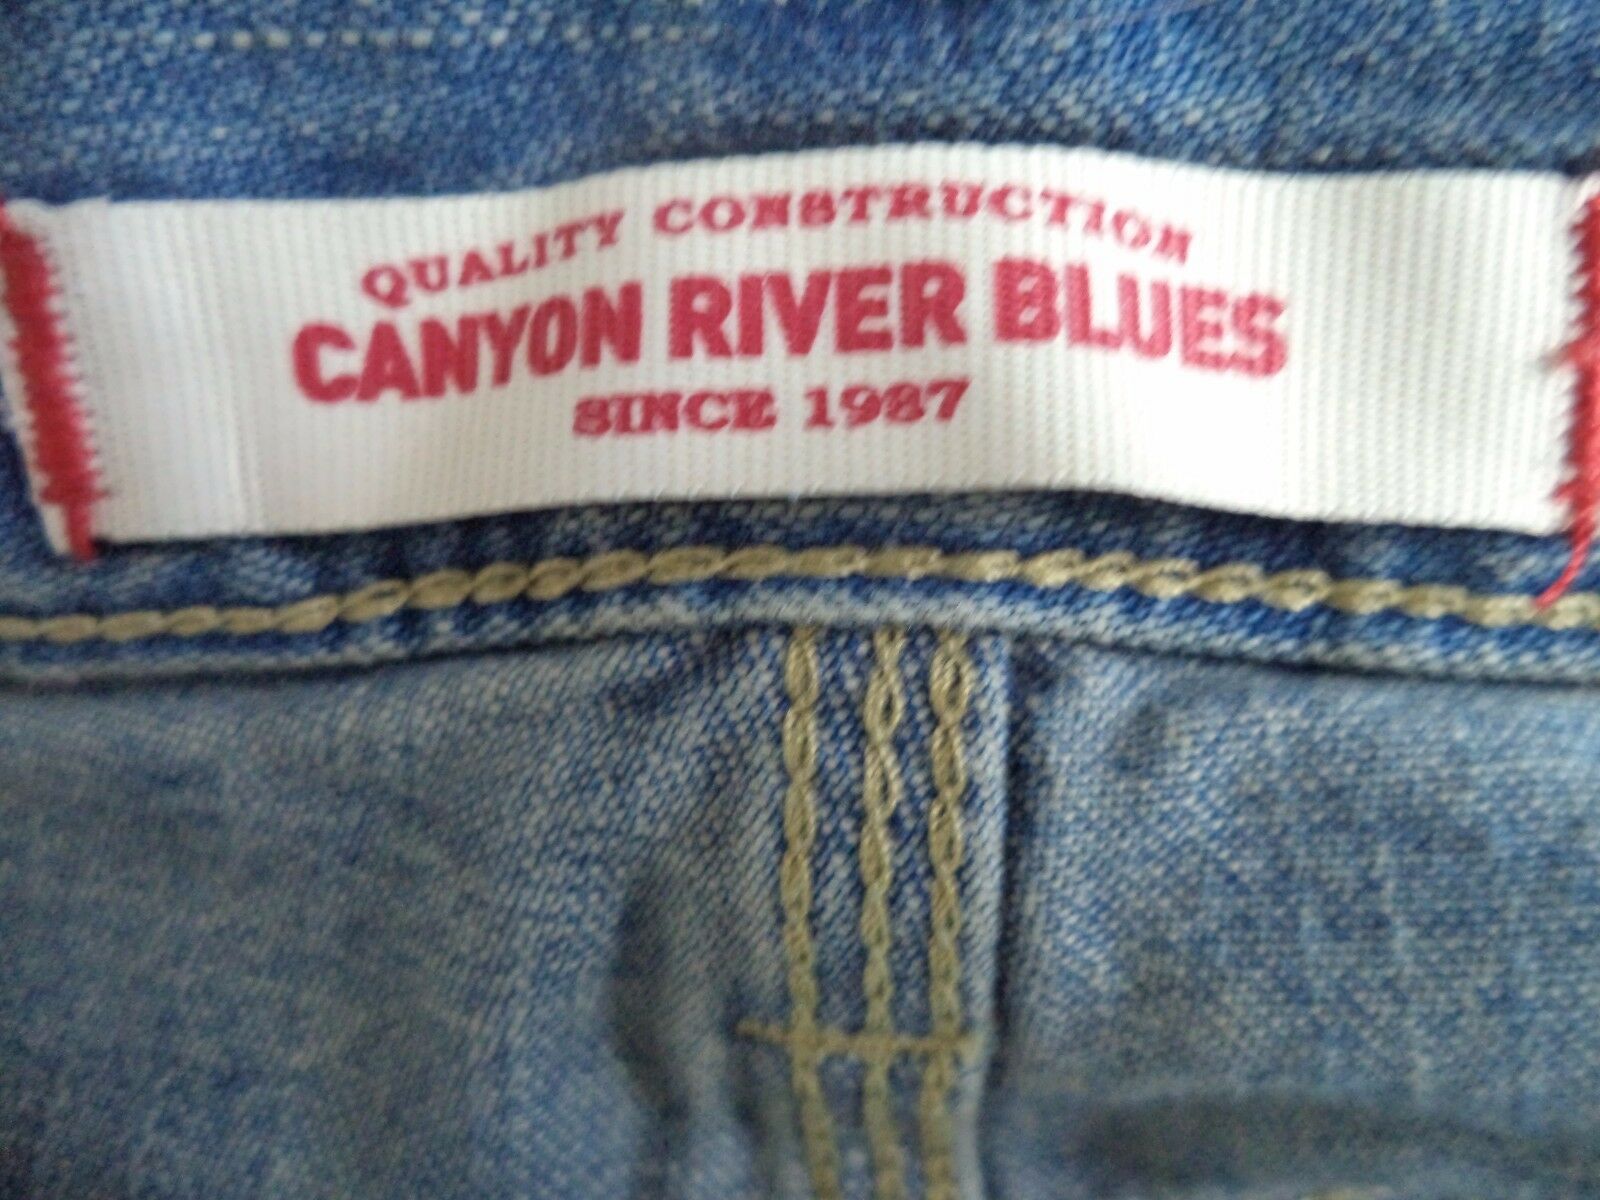 QUALITY CONSTRUCTION
CANYON RIVER BLUES
SINCE 1987